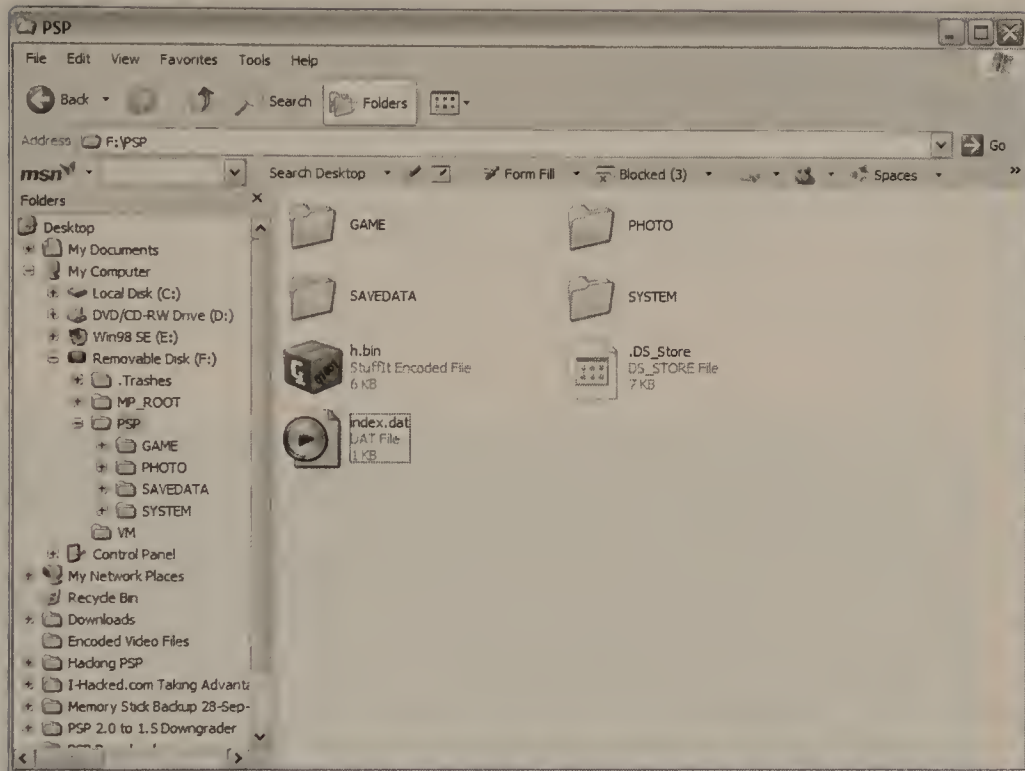 PSP
File Edit View Favorites Tools Help
Back Search Folders
Address F:\PSP Go
msn Search Desktop Form Fill Blocked (3) Spaces »
Folders x
Desktop
My Documents
My Computer
Local Disk (C:)
DVD/CD-RW Drive (D:)
Win98 SE (E:)
Removable Disk (F:)
.Trashes
MP_ROOT
PSP
GAME
PHOTO
SAVEDATA
SYSTEM
VM
Control Panel
My Network Places
Recycle Bin
Downloads
Encoded Video Files
Hacking PSP
I-Hacked.com Taking Advanta
Memory Stick Backup 28-Sep-
PSP 2.0 to 1.5 Downgrader
GAME
PHOTO
SAVEDATA
SYSTEM
h.bin
StuffIt Encoded File
6 KB
.DS_Store
DS_STORE File
7 KB
index.dat
DAT File
1 KB